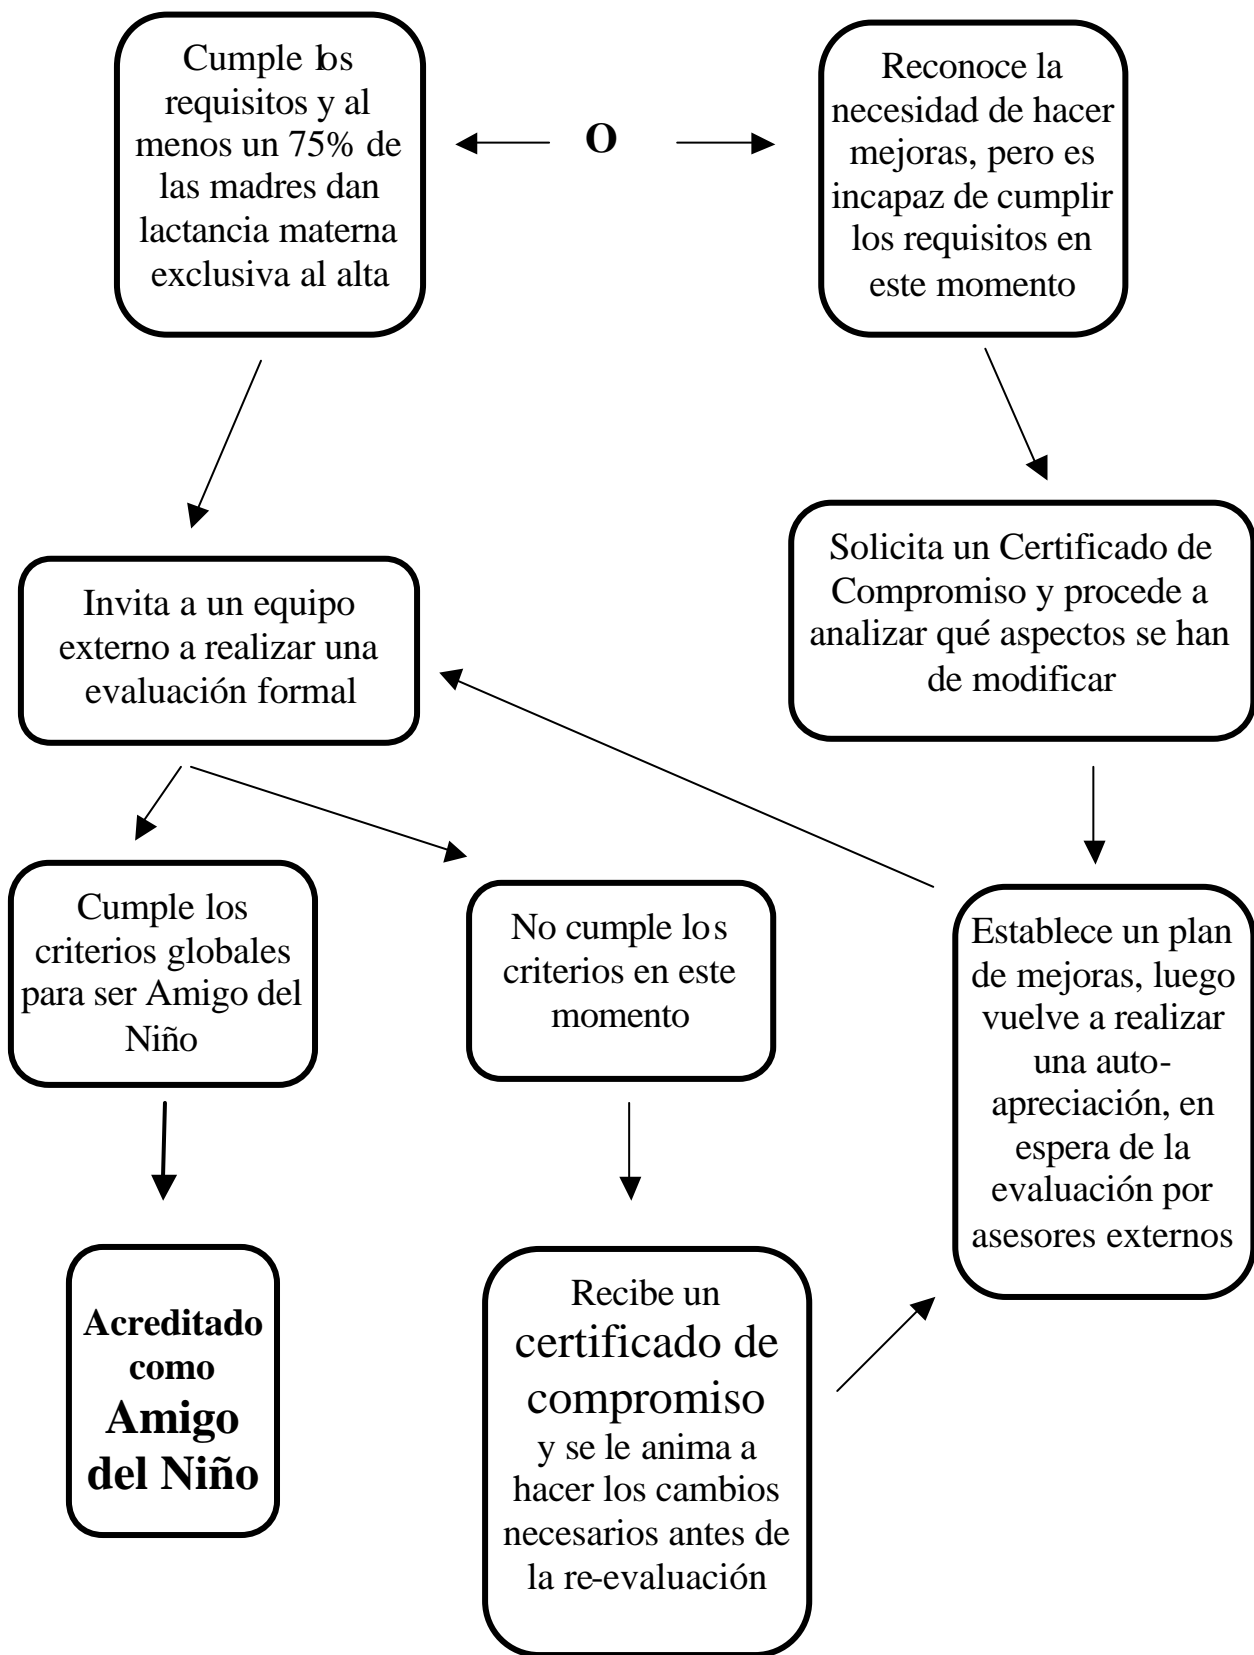 Cumple los
requisitos y al
menos un 75% de
las madres dan
lactancia materna
exclusiva al alta
O
Reconoce la
necesidad de hacer
mejoras, pero es
incapaz de cumplir
los requisitos en
este momento
Invita a un equipo
externo a realizar una
evaluación formal
Solicita un Certificado de
Compromiso y procede a
analizar qué aspectos se han
de modificar
Cumple los
criterios globales
para ser Amigo del
Niño
No cumple los
criterios en este
momento
Establece un plan
de mejoras, luego
vuelve a realizar
una auto-
apreciación, en
espera de la
evaluación por
asesores externos
Acreditado
como
Amigo
del Niño
Recibe un
certificado de
compromiso
y se le anima a
hacer los cambios
necesarios antes de
la re-evaluación